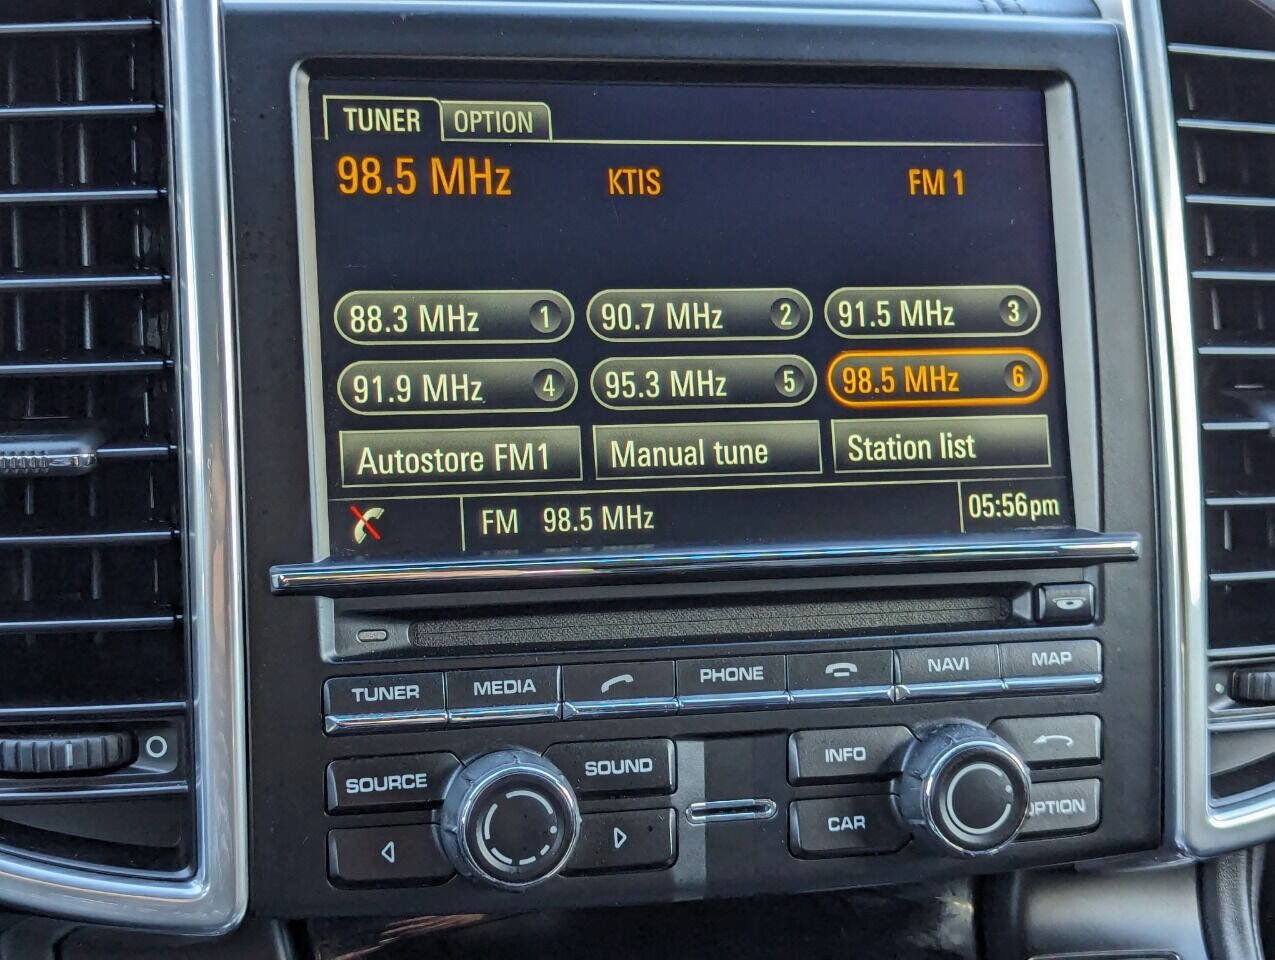 TUNER OPTION
98.5 MHz KTIS FM 1
88.3 MHz 1 90.7 MHz 2 91.5 MHz 3
91.9 MHz 4 95.3 MHz 5 98.5 MHz 6
Autostore FM1 Manual tune Station list
FM 98.5 MHz 05:56pm
TUNER MEDIA PHONE NAVI MAP
SOURCE SOUND INFO
CAR OPTION